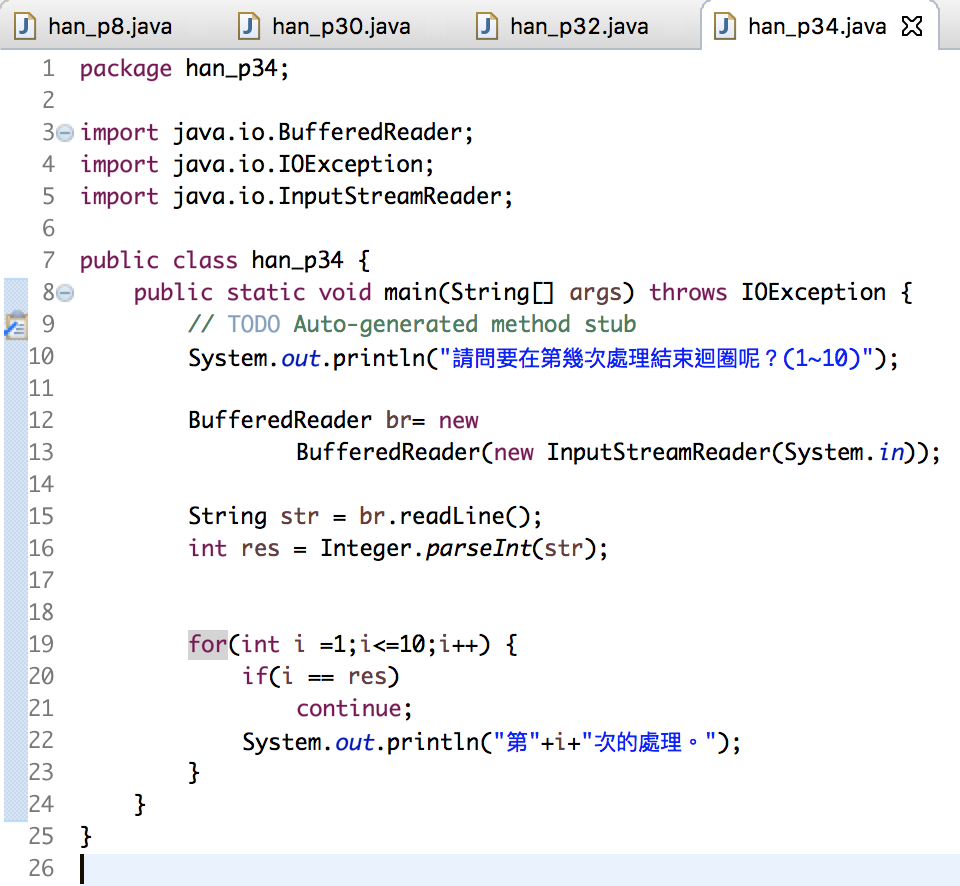 han_p8.java han_p30.java han_p32.java han_p34.java
1 package han_p34;
2
3 import java.io.BufferedReader;
4 import java.io.IOException;
5 import java.io.InputStreamReader;
6
7 public class han_p34 {
8     public static void main(String[] args) throws IOException {
9         // TODO Auto-generated method stub
10         System.out.println("請問要在第幾次處理結束迴圈呢？(1~10)");
11
12         BufferedReader br= new
13                 BufferedReader(new InputStreamReader(System.in));
14
15         String str = br.readLine();
16         int res = Integer.parseInt(str);
17
18
19         for(int i =1;i<=10;i++) {
20             if(i == res)
21                 continue;
22             System.out.println("第"+i+"次的處理。");
23         }
24     }
25 }
26